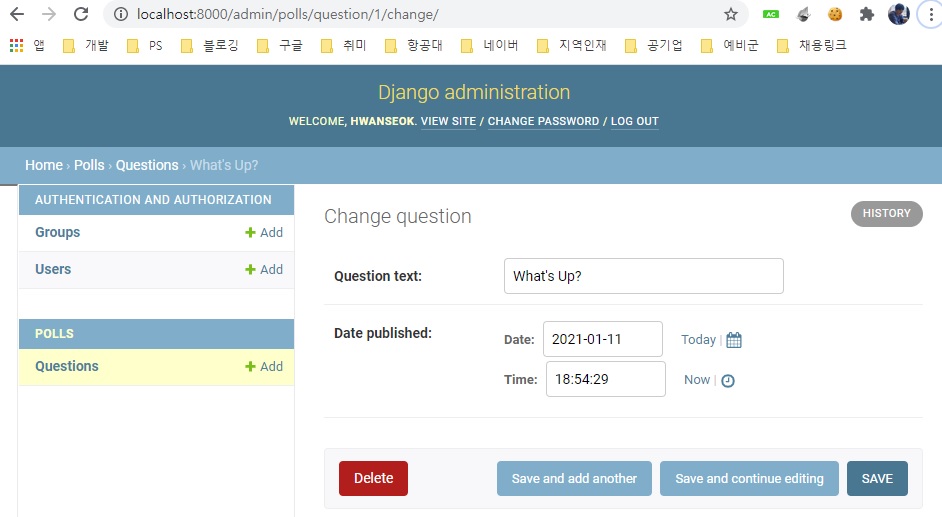 localhost:8000/admin/polls/question/1/change/
AC
앱 개발 PS 블로깅 구글 취미 항공대 네이버 지역인재 공기업 예비군 채용링크
Django administration
WELCOME, HWANSEOK. VIEW SITE / CHANGE PASSWORD / LOG OUT
Home › Polls › Questions › What's Up?
AUTHENTICATION AND AUTHORIZATION
Groups + Add
Users + Add
POLLS
Questions + Add
Change question
HISTORY
Question text: What's Up?
Date published: Date: 2021-01-11 Today |
Time: 18:54:29 Now |
Delete Save and add another Save and continue editing SAVE